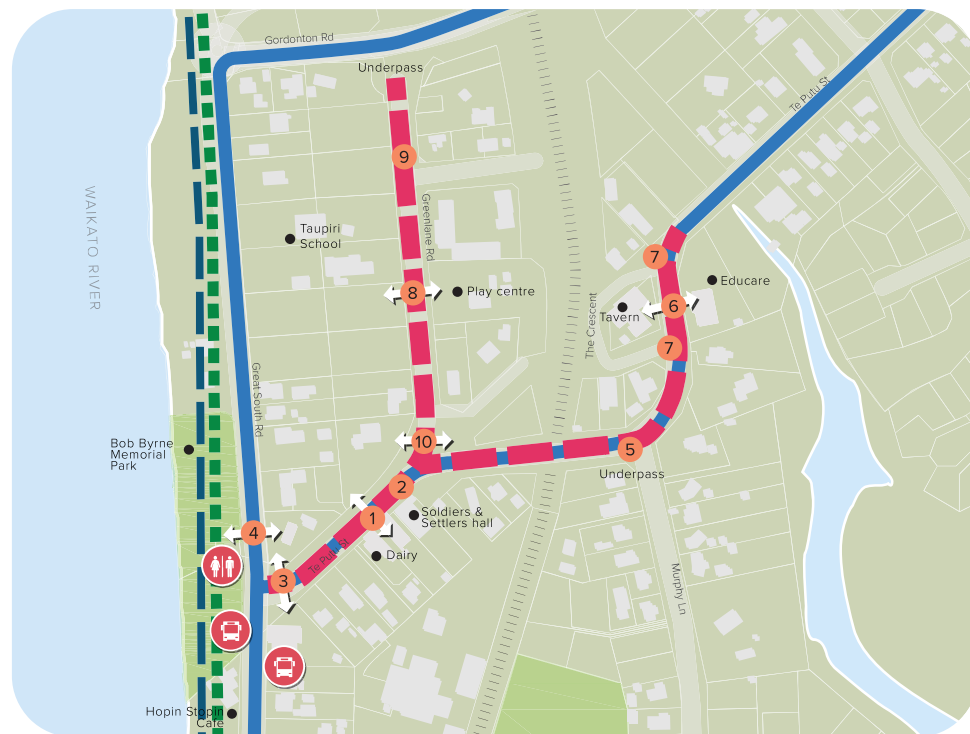 Gordonton Rd
Underpass
Te Putu St
9
WAIKATO RIVER
Greenlane Rd
Taupiri
School
7
Educare
8
Play centre
6
Tavern
The Crescent
7
Great South Rd
Bob Byrne
Memorial
Park
10
5
Underpass
2
Soldiers &
Settlers hall
1
4
Dairy
Te Putu St
3
Murphy Ln
Hopin Stopin
Cafe